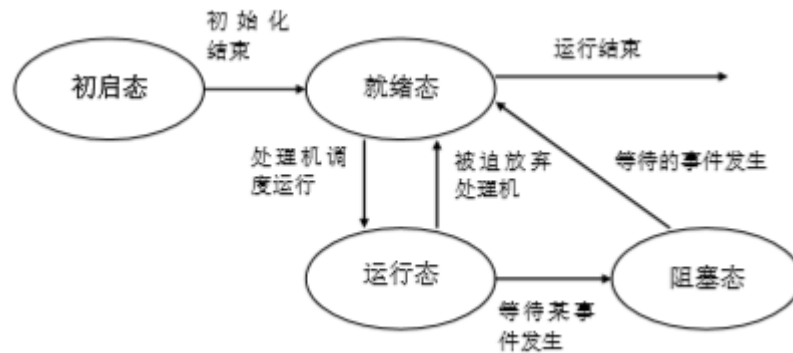 初始化
结束
运行结束
初启态
就绪态
处理机调
度运行
被迫放弃
处理机
等待的事件发生
运行态
阻塞态
等待某事
件发生